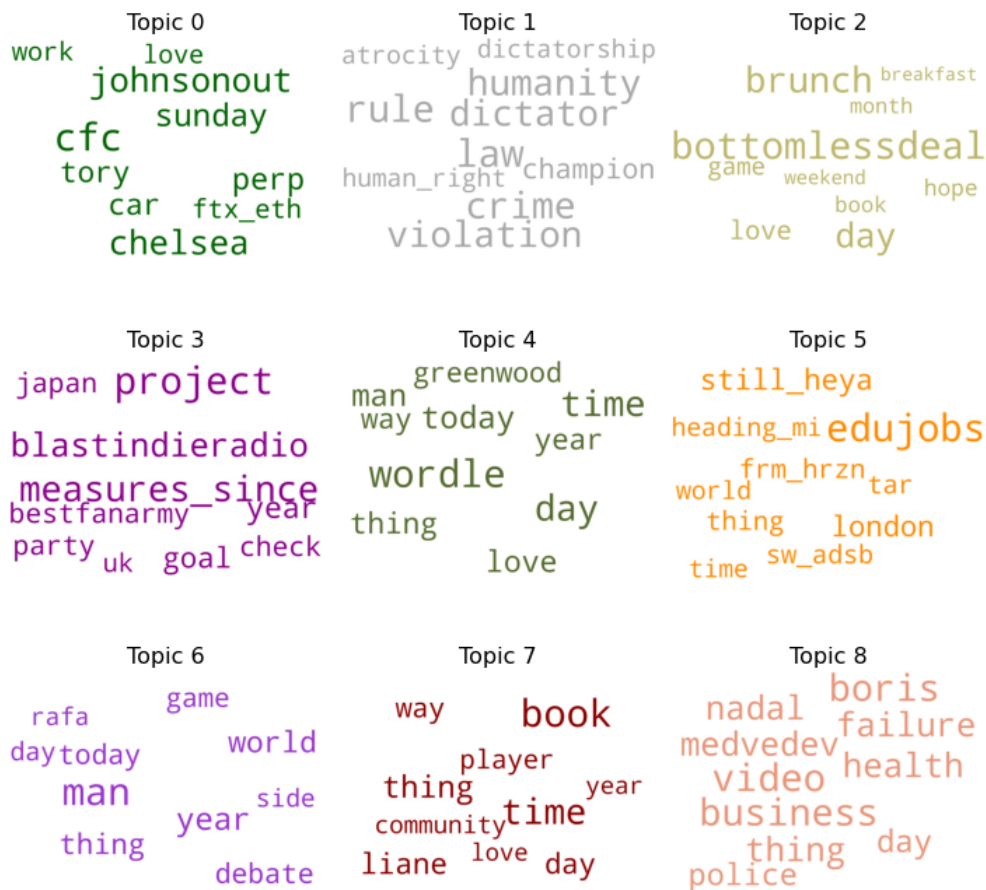 Topic 0
work love
johnsonout
sunday
cfc
tory
perp
car ftx_eth
chelsea
Topic 1
atrocity dictatorship
humanity
rule dictator
law
champion
human_right
crime
violation
Topic 2
brunch breakfast
month
bottomlessdeal
game
weekend
hope
book
love day
Topic 3
japan project
blastindieradio
measures_since
bestfanarmy year
party check
uk goal
Topic 4
greenwood
man time
way today
year
wordle
day
thing
love
Topic 5
still_heya
heading_mi edujobs
frm_hrzn
world tar
thing london
sw_adsb
time
Topic 6
game
rafa
world
day today
man side
year
thing
debate
Topic 7
way book
player
thing year
time
community
love
liane day
Topic 8
boris
nadal failure
medvedev
health
video
business
day
thing
police